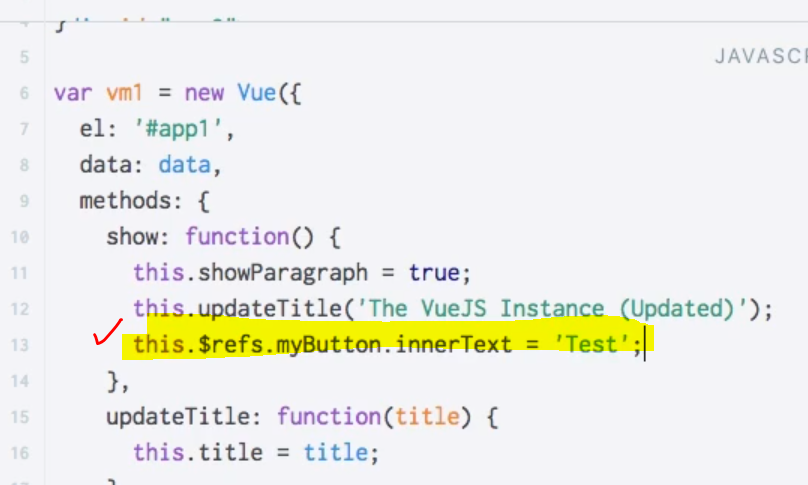 4 }
5
JAVASC
6 var vm1 = new Vue({
7 el: '#app1',
8 data: data,
9 methods: {
10 show: function() {
11 this.showParagraph = true;
12 this.updateTitle('The VueJS Instance (Updated)');
13 this.$refs.myButton.innerText = 'Test';
14 },
15 updateTitle: function(title) {
16 this.title = title;
17